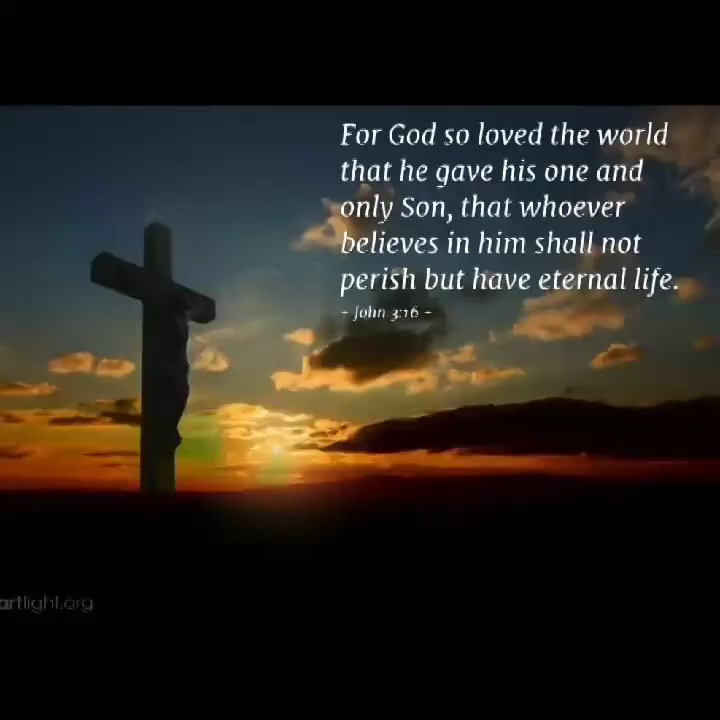 For God so loved the world
that he gave his one and
only Son, that whoever
believes in him shall not
perish but have eternal life.
- John 3:16 -
artlight.org